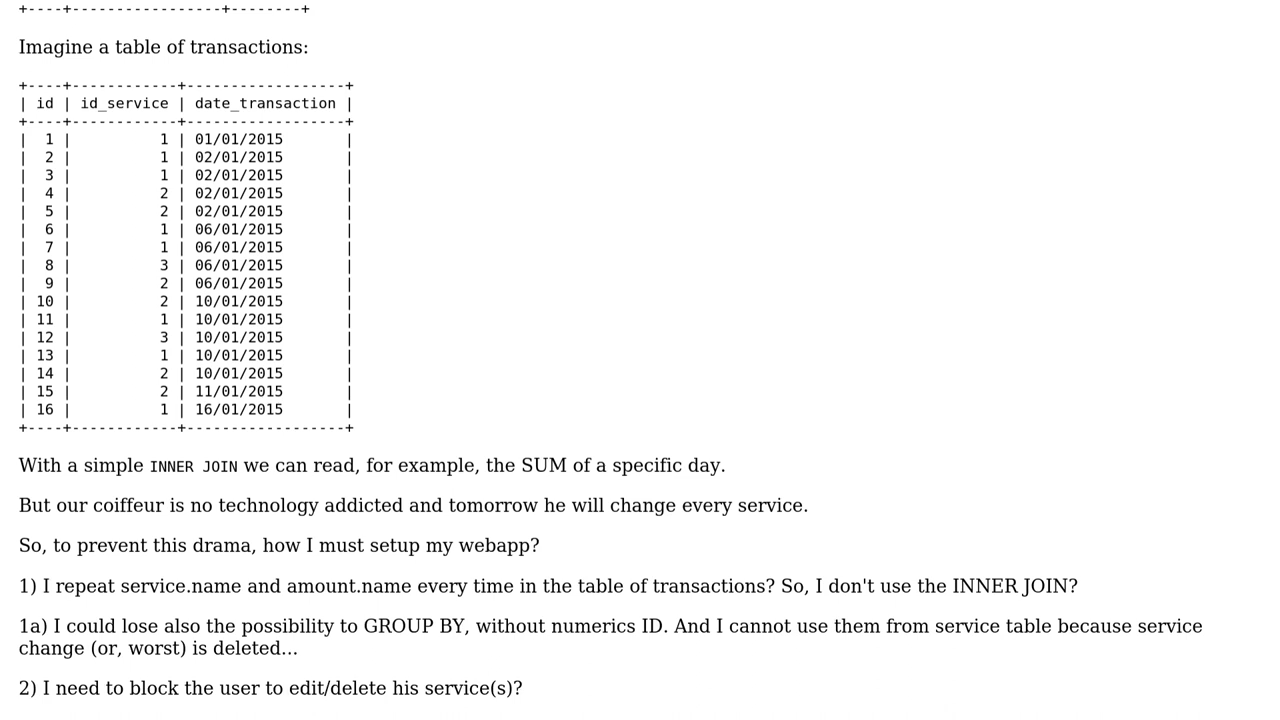 +----+-----------------+--------+
Imagine a table of transactions:
+----+------------+------------------+
| id | id_service | date_transaction |
+----+------------+------------------+
|  1 |          1 | 01/01/2015       |
|  2 |          1 | 02/01/2015       |
|  3 |          1 | 02/01/2015       |
|  4 |          2 | 02/01/2015       |
|  5 |          2 | 02/01/2015       |
|  6 |          1 | 06/01/2015       |
|  7 |          1 | 06/01/2015       |
|  8 |          3 | 06/01/2015       |
|  9 |          2 | 06/01/2015       |
| 10 |          2 | 10/01/2015       |
| 11 |          1 | 10/01/2015       |
| 12 |          3 | 10/01/2015       |
| 13 |          1 | 10/01/2015       |
| 14 |          2 | 10/01/2015       |
| 15 |          2 | 11/01/2015       |
| 16 |          1 | 16/01/2015       |
+----+------------+------------------+
With a simple INNER JOIN we can read, for example, the SUM of a specific day.
But our coiffeur is no technology addicted and tomorrow he will change every service.
So, to prevent this drama, how I must setup my webapp?
1) I repeat service.name and amount.name every time in the table of transactions? So, I don't use the INNER JOIN?
1a) I could lose also the possibility to GROUP BY, without numerics ID. And I cannot use them from service table because service
change (or, worst) is deleted...
2) I need to block the user to edit/delete his service(s)?